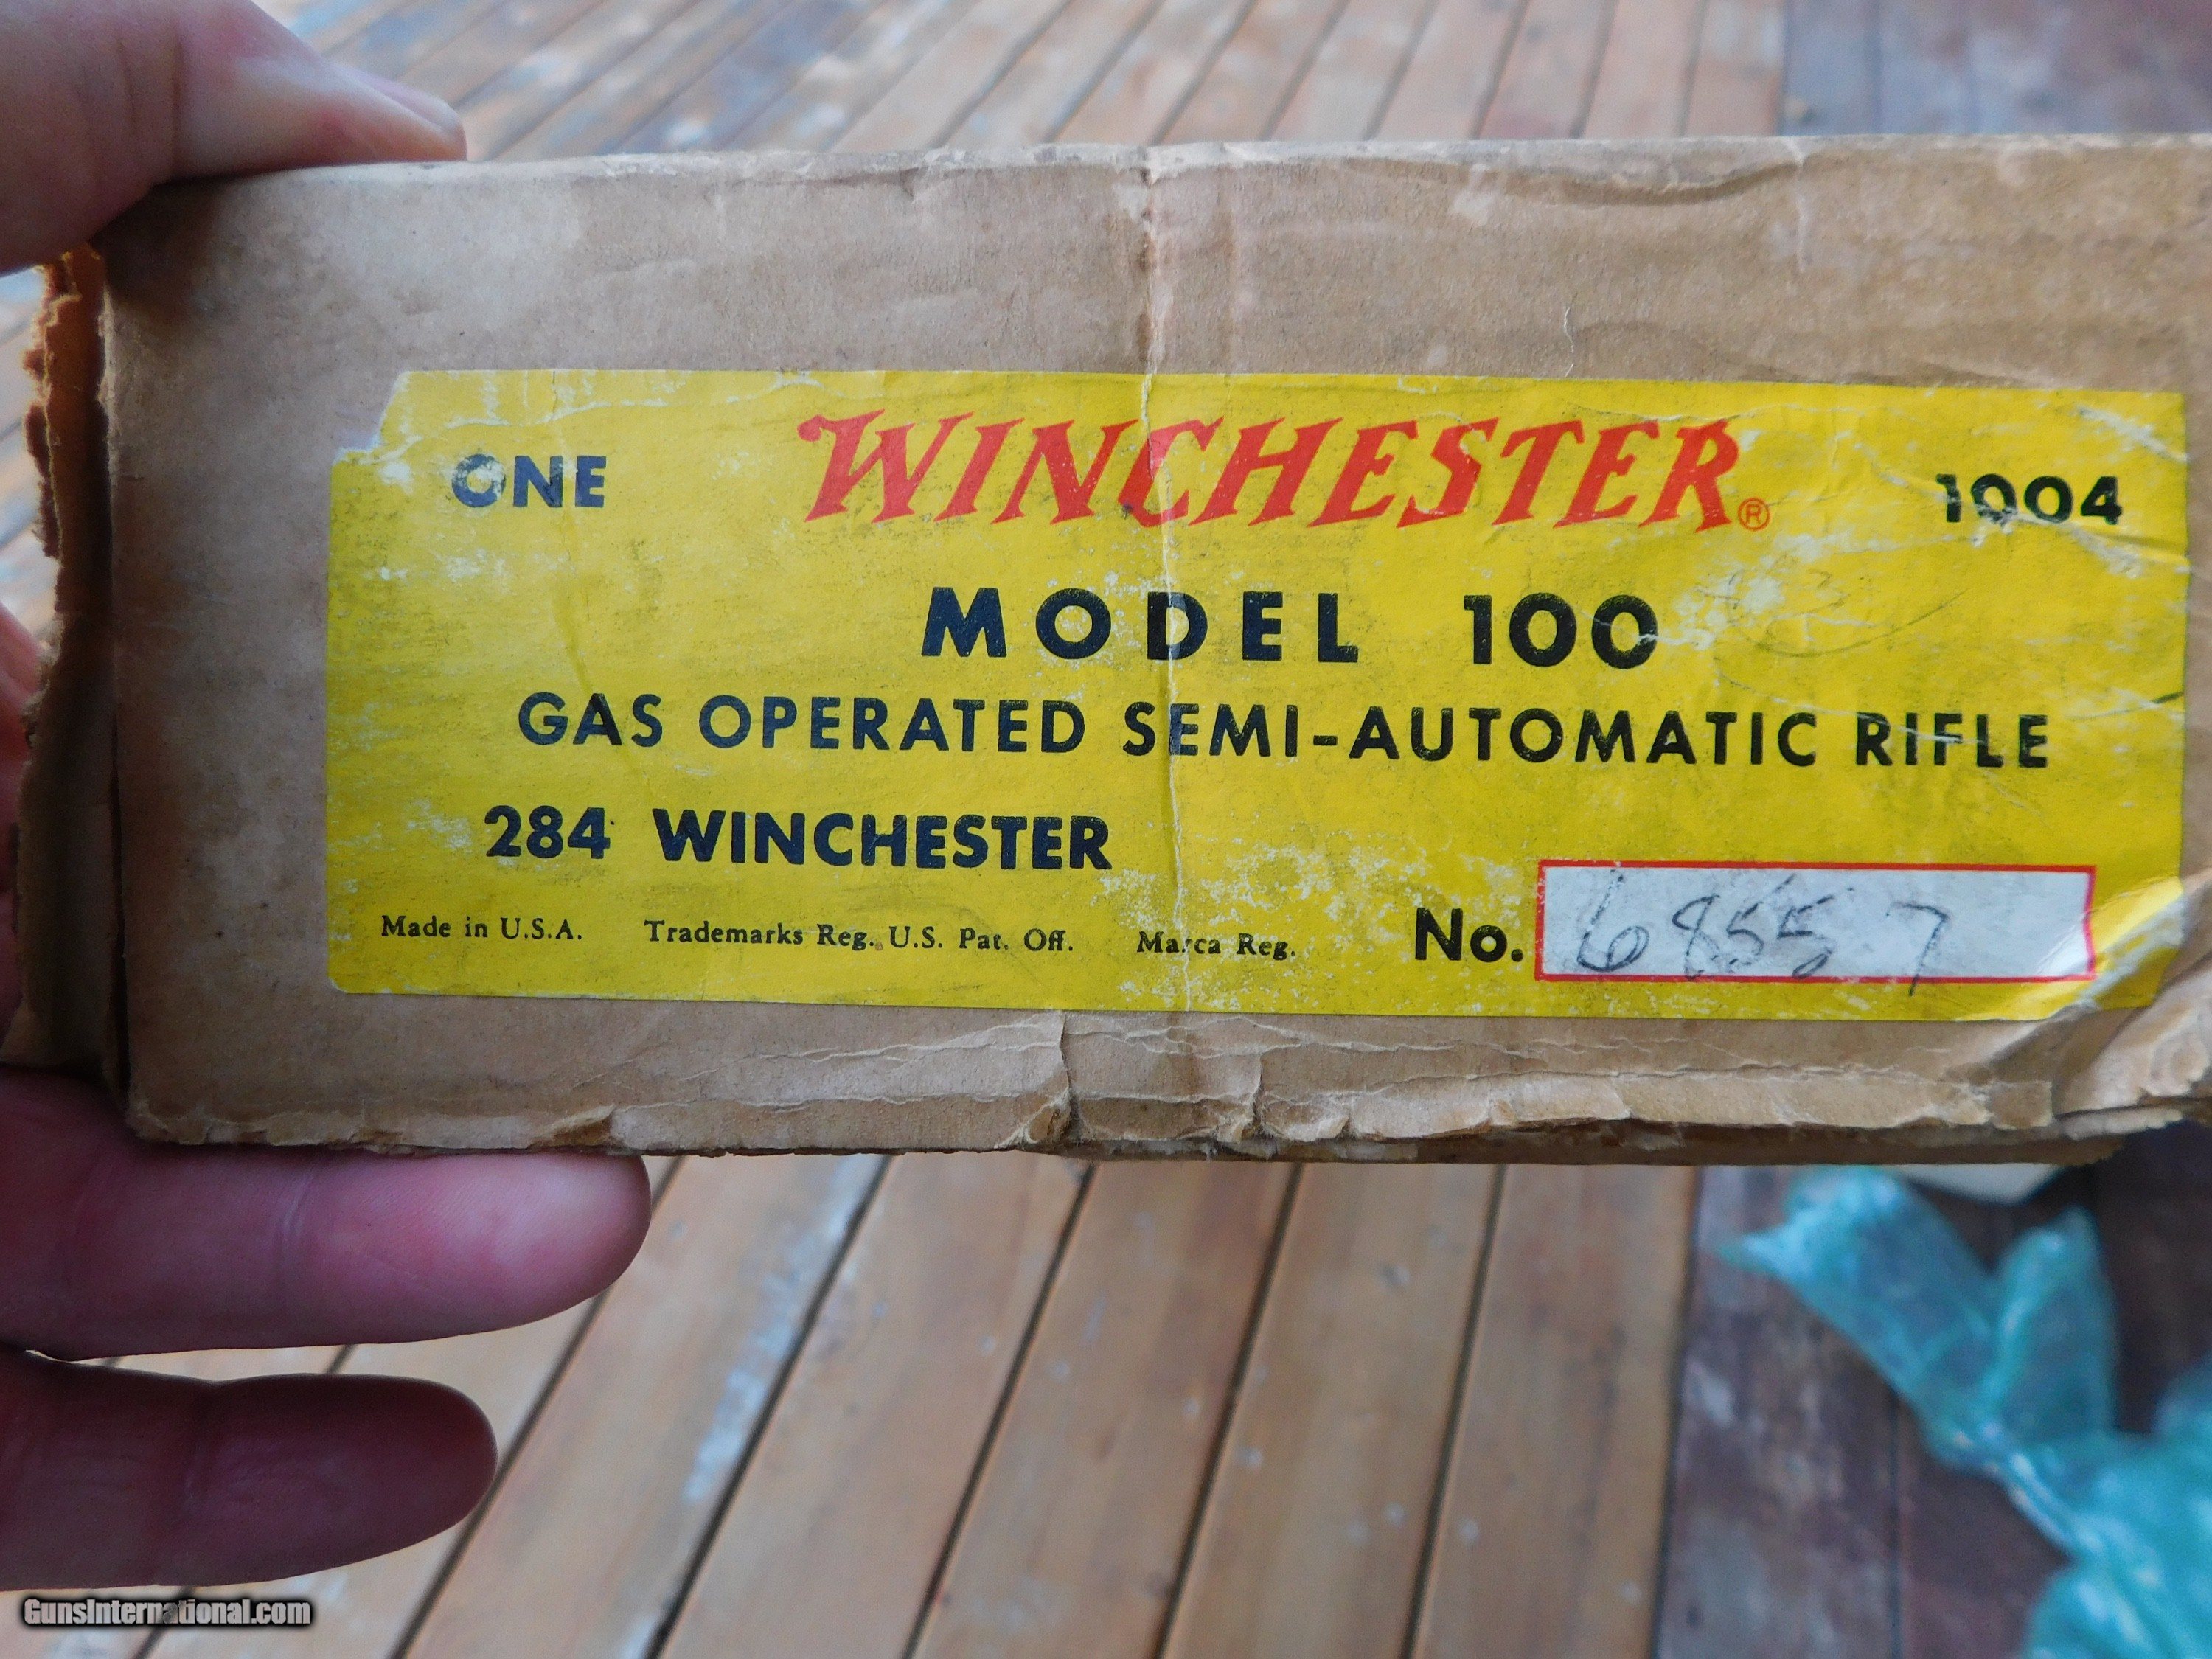 ONE WINCHESTER® 1004
MODEL 100
GAS OPERATED SEMI-AUTOMATIC RIFLE
284 WINCHESTER
Made in U.S.A. Trademarks Reg. U.S. Pat. Off. Marca Reg. No. 68557
GunsInternational.com